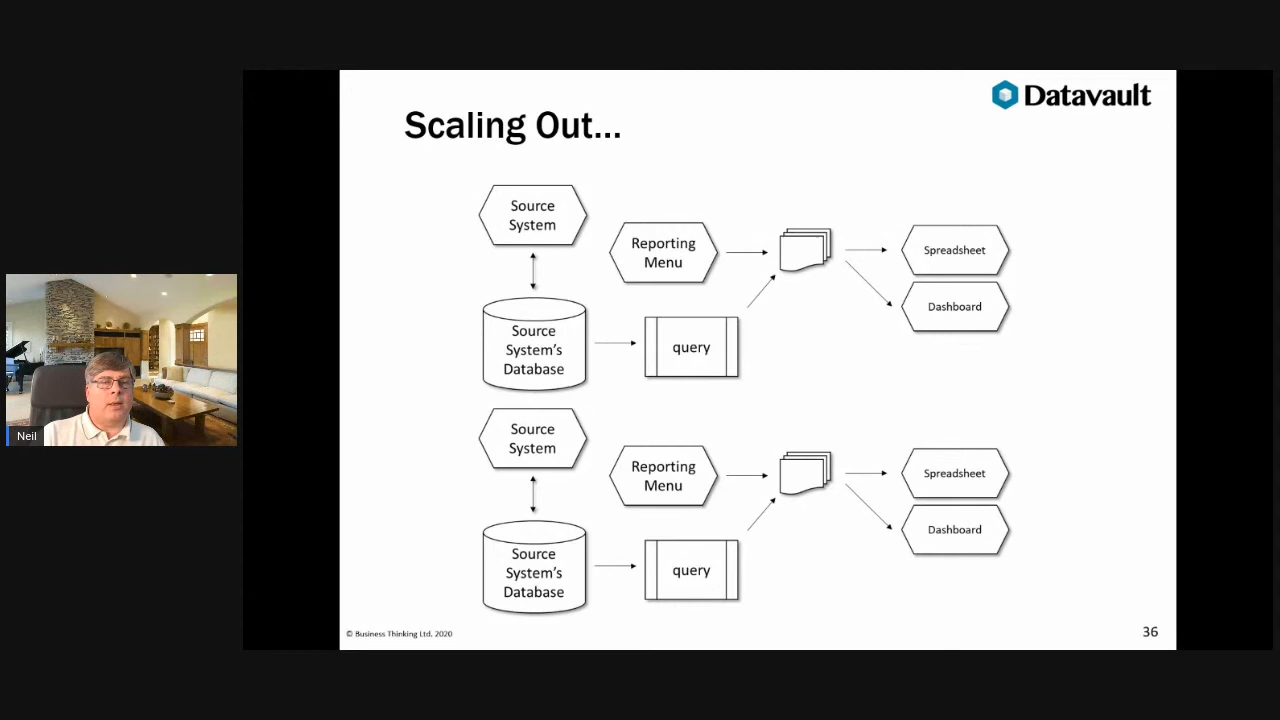 Datavault
Scaling Out...
Source
System
Reporting
Menu
Spreadsheet
Dashboard
Source
System's
Database
query
Source
System
Reporting
Menu
Spreadsheet
Dashboard
Source
System's
Database
query
Neil
© Business Thinking Ltd. 2020
36